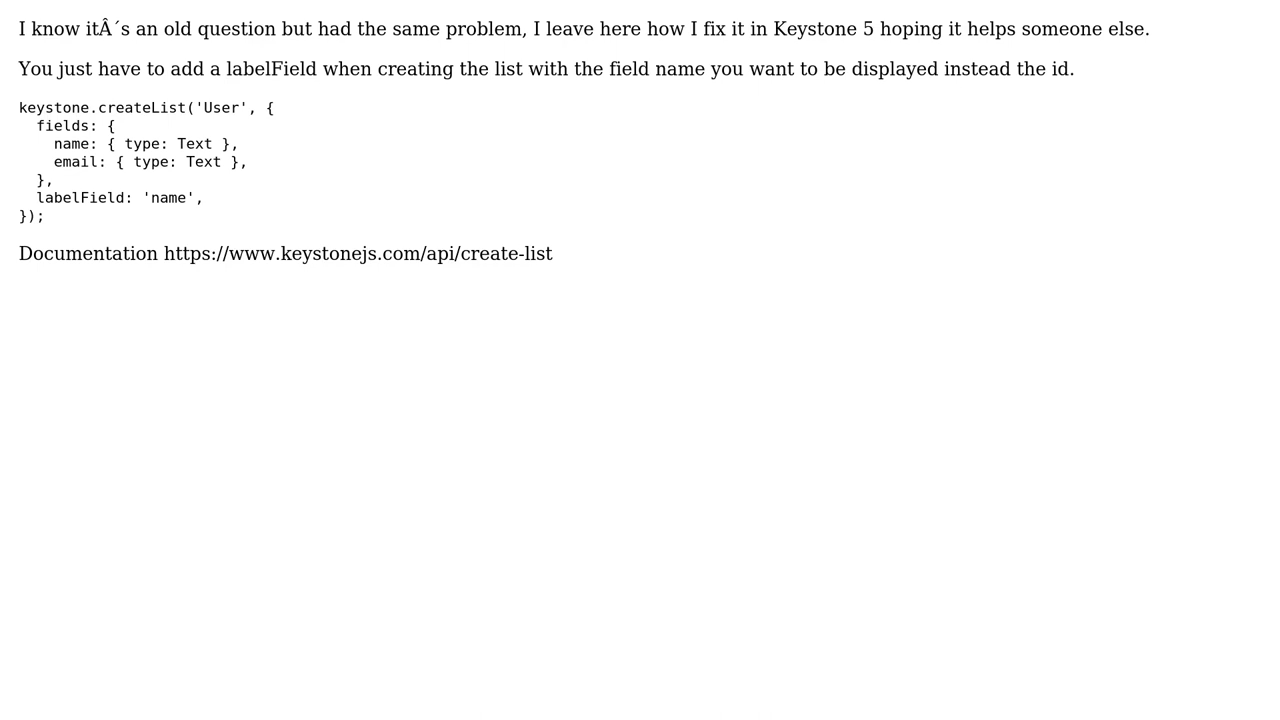 I know itÂ´s an old question but had the same problem, I leave here how I fix it in Keystone 5 hoping it helps someone else.
You just have to add a labelField when creating the list with the field name you want to be displayed instead the id.
keystone.createList('User', {
  fields: {
    name: { type: Text },
    email: { type: Text },
  },
  labelField: 'name',
});
Documentation https://www.keystonejs.com/api/create-list